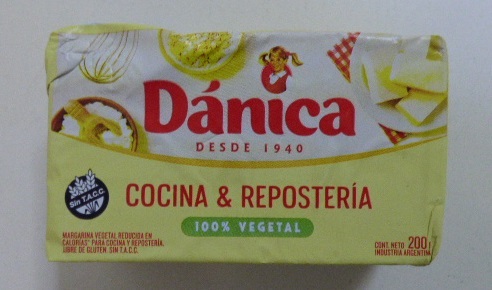 Dánica
DESDE 1940
COCINA & REPOSTERÍA
100% VEGETAL
Sin T.A.C.C.
MARGARINA VEGETAL REDUCIDA EN
CALORÍAS* PARA COCINA Y REPOSTERÍA.
LIBRE DE GLUTEN. SIN T.A.C.C.
CONT. NETO 200
INDUSTRIA ARGENTIN